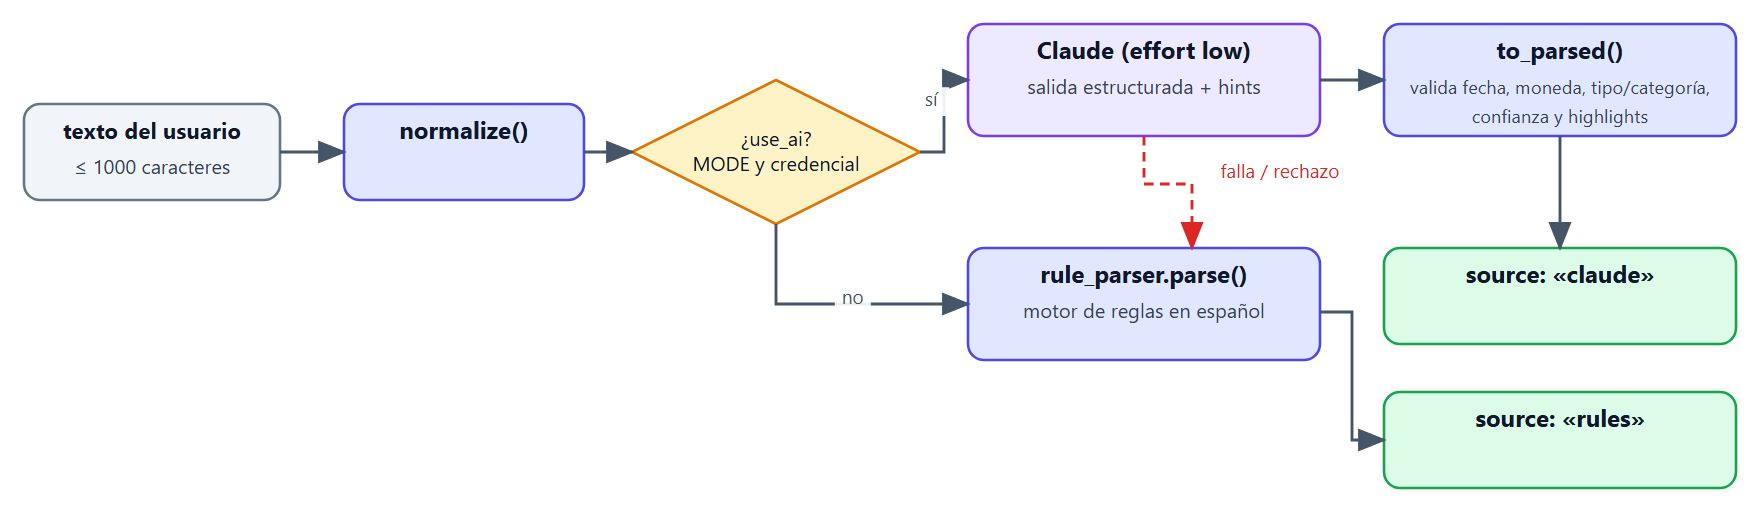 texto del usuario
≤ 1000 caracteres
normalize()
¿use_ai?
MODE y credencial
sí
no
Claude (effort low)
salida estructurada + hints
to_parsed()
valida fecha, moneda, tipo/categoría,
confianza y highlights
falla / rechazo
rule_parser.parse()
motor de reglas en español
source: «claude»
source: «rules»